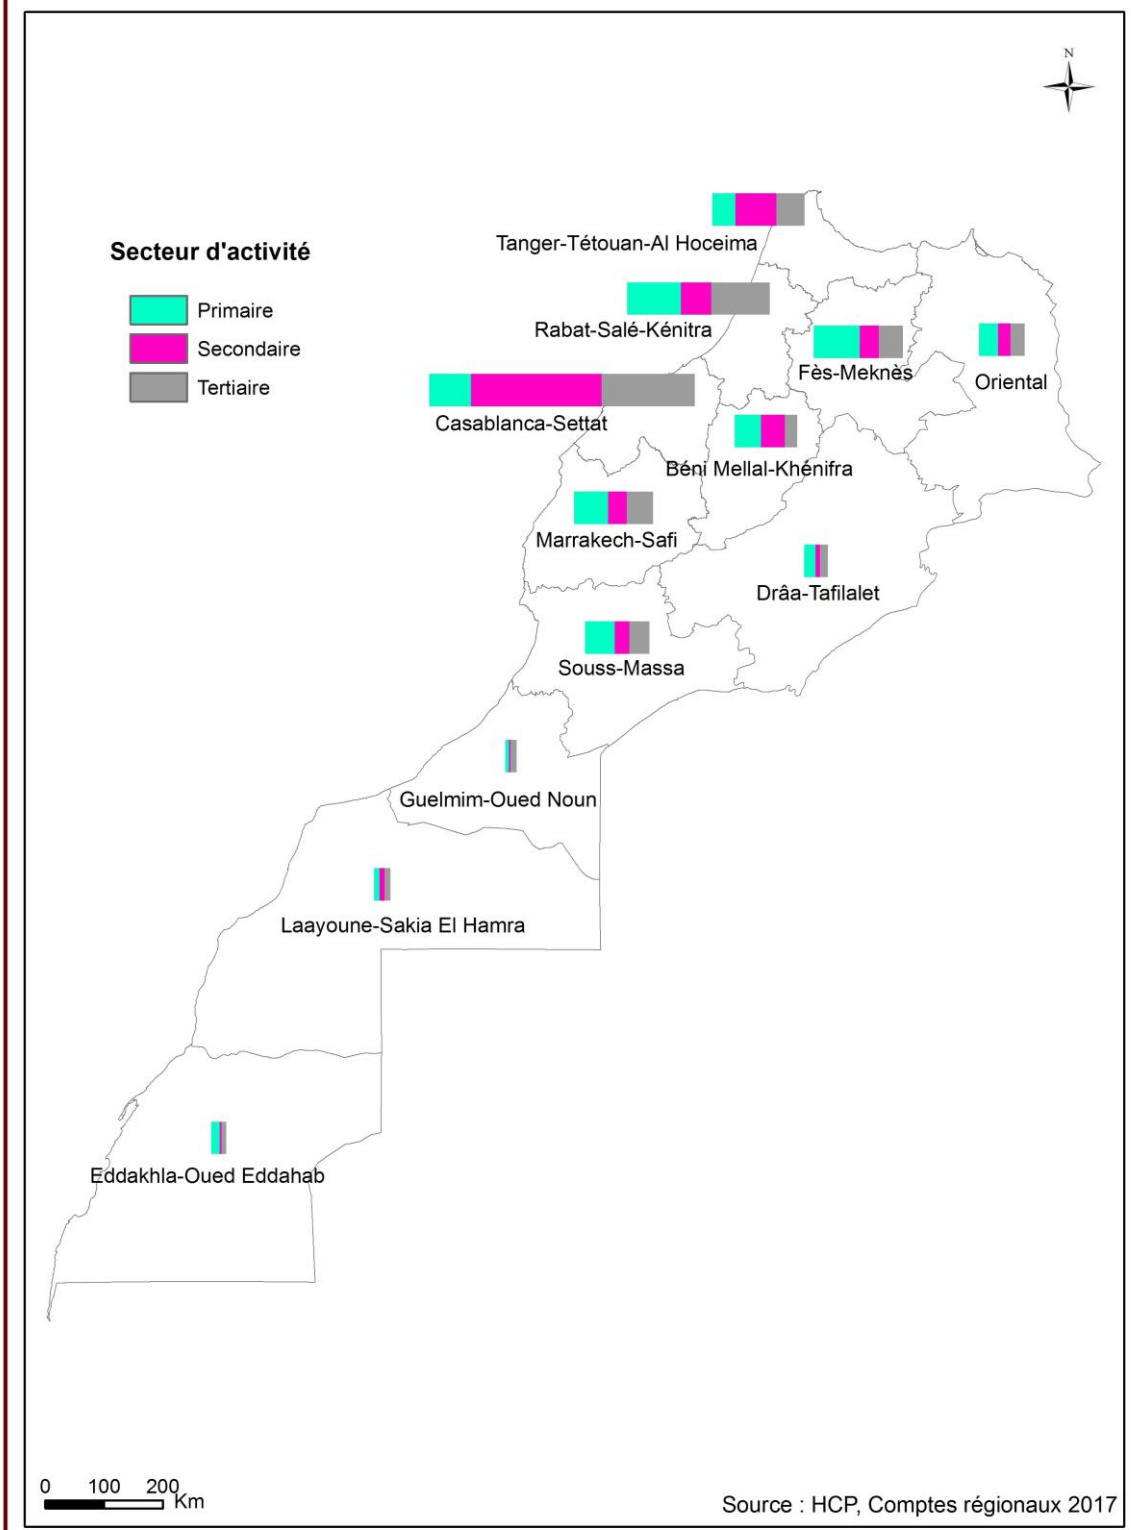 N
Secteur d'activité
Primaire
Secondaire
Tertiaire
Tanger-Tétouan-Al Hoceima
Rabat-Salé-Kénitra
Fès-Meknès
Oriental
Casablanca-Settat
Béni Mellal-Khénifra
Marrakech-Safi
Drâa-Tafilalet
Souss-Massa
Guelmim-Oued Noun
Laayoune-Sakia El Hamra
Eddakhla-Oued Eddahab
0 100 200
Km
Source : HCP, Comptes régionaux 2017